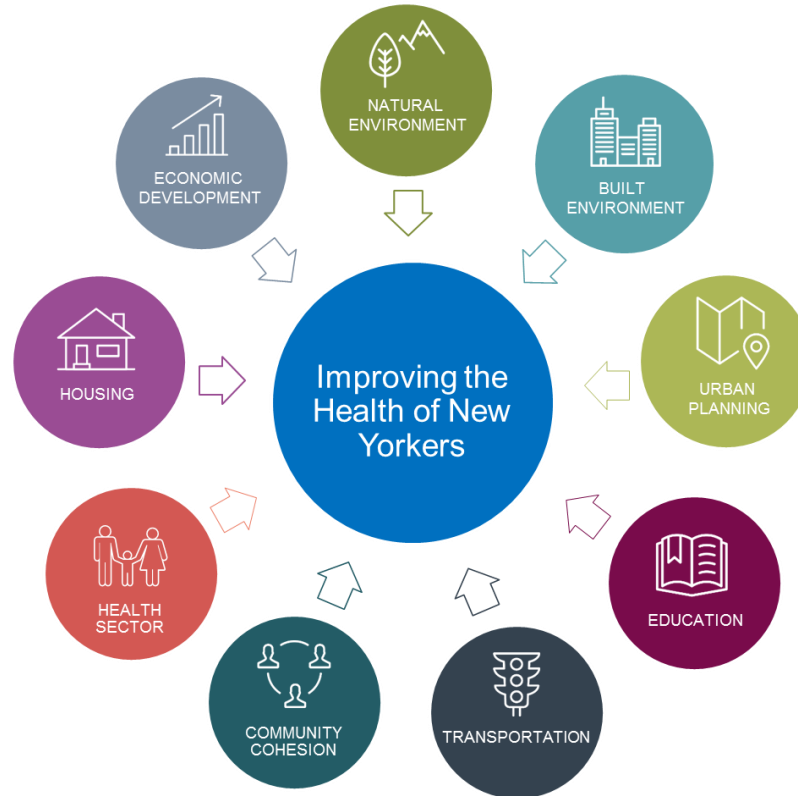 NATURAL
ENVIRONMENT
BUILT
ENVIRONMENT
URBAN
PLANNING
EDUCATION
TRANSPORTATION
COMMUNITY
COHESION
HEALTH
SECTOR
HOUSING
ECONOMIC
DEVELOPMENT
Improving the
Health of New
Yorkers